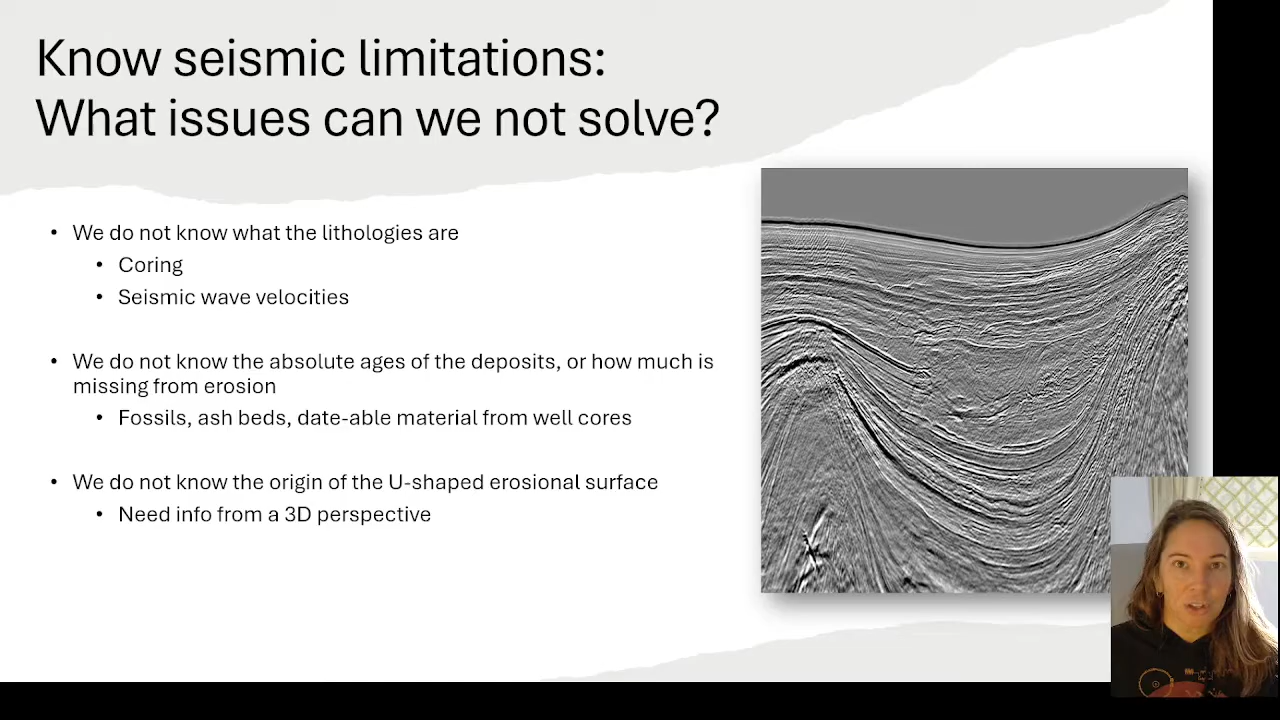 Know seismic limitations:
What issues can we not solve?
• We do not know what the lithologies are
• Coring
• Seismic wave velocities
• We do not know the absolute ages of the deposits, or how much is
missing from erosion
• Fossils, ash beds, date-able material from well cores
• We do not know the origin of the U-shaped erosional surface
• Need info from a 3D perspective